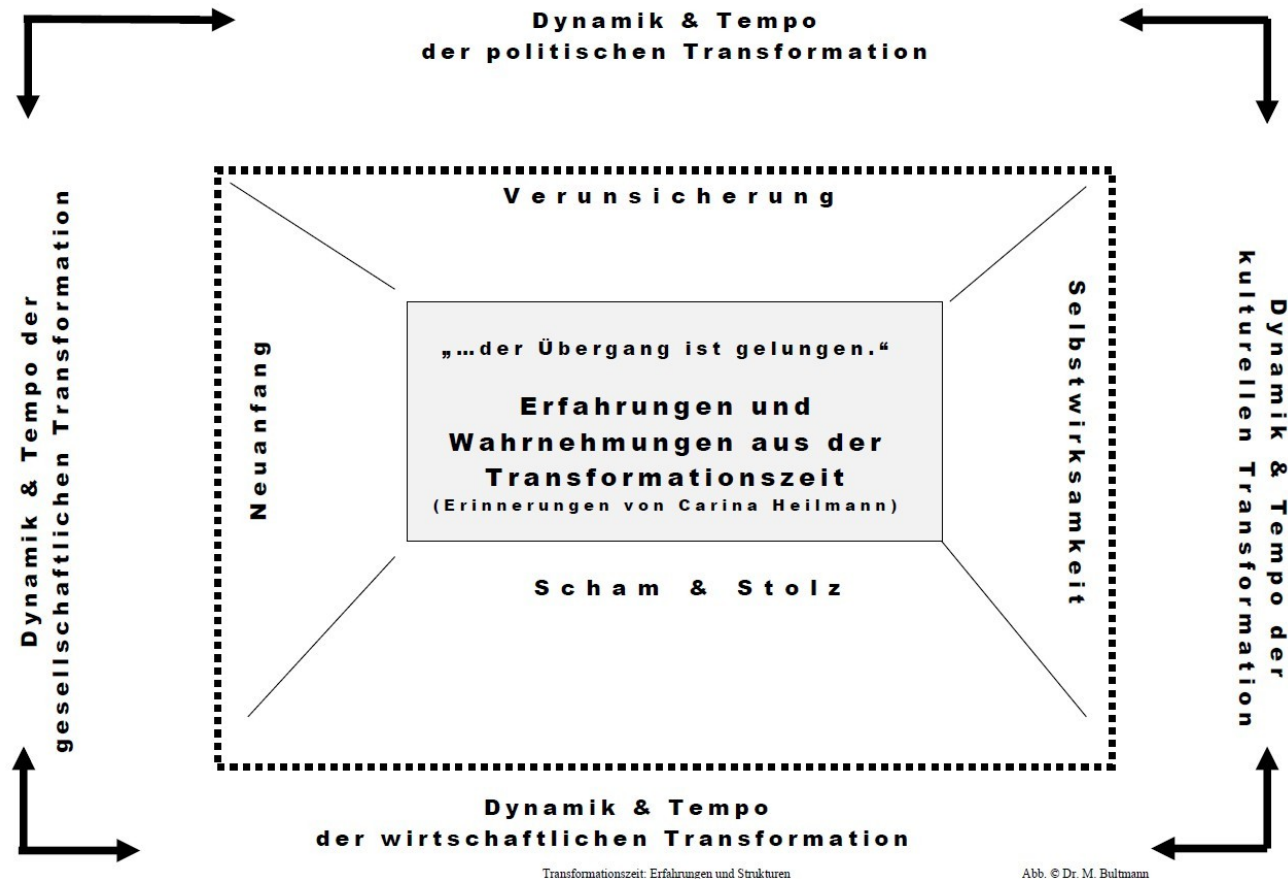 Dynamik & Tempo
der politischen Transformation
Dynamik & Tempo der
gesellschaftlichen Transformation
Verunsicherung
Neuanfang
„…der Übergang ist gelungen.“
Erfahrungen und
Wahrnehmungen aus der
Transformationszeit
(Erinnerungen von Carina Heilmann)
Selbstwirksamkeit
Dynamik & Tempo der
kulturellen Transformation
Scham & Stolz
Dynamik & Tempo
der wirtschaftlichen Transformation
Transformationszeit: Erfahrungen und Strukturen
Abb. © Dr. M. Bultmann